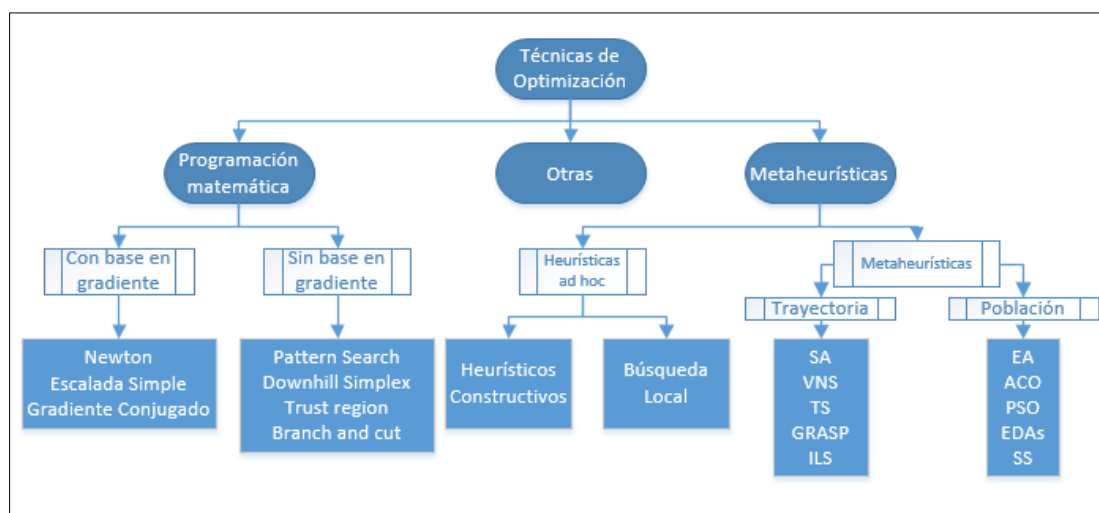 Técnicas de
Optimización
Programación
matemática
Otras
Metaheurísticas
Con base en
gradiente
Sin base en
gradiente
Heurísticas
ad hoc
Metaheurísticas
Trayectoria
Población
Newton
Escalada Simple
Gradiente Conjugado
Pattern Search
Downhill Simplex
Trust region
Branch and cut
Heurísticos
Constructivos
Búsqueda
Local
SA
VNS
TS
GRASP
ILS
EA
ACO
PSO
EDAs
SS